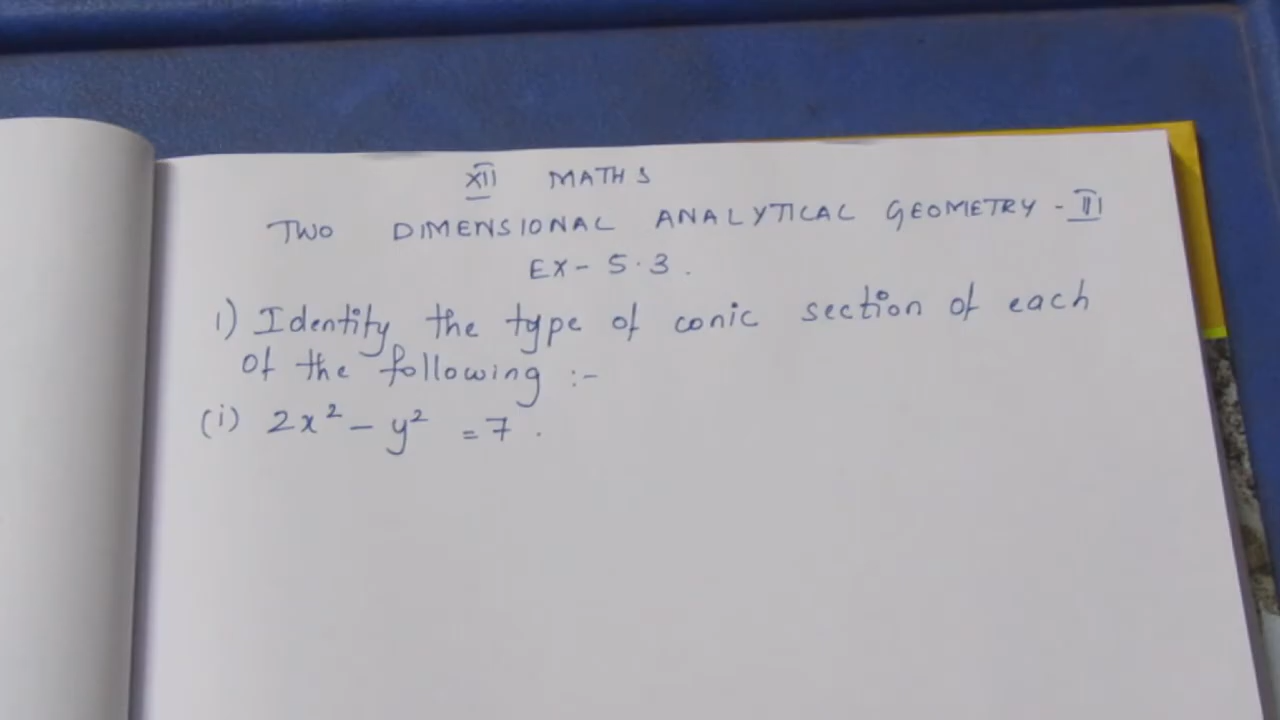 XII MATHS
TWO DIMENSIONAL ANALYTICAL GEOMETRY - II
EX - 5.3.
1) Identify the type of conic section of each
of the following :-
(i) 2x² - y² = 7.